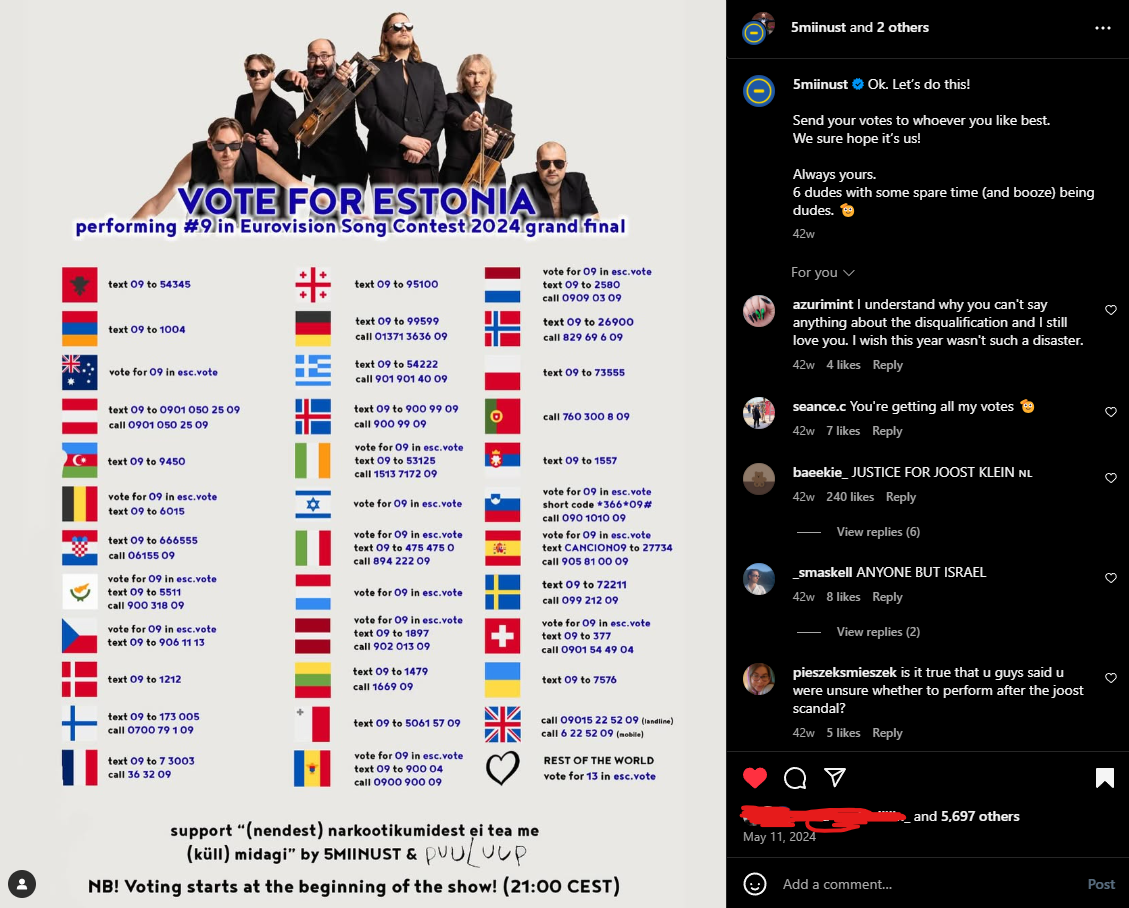 VOTE FOR ESTONIA
performing #9 in Eurovision Song Contest 2024 grand final
text 09 to 54345
text 09 to 1004
vote for 09 in esc.vote
text 09 to 0901 050 25 09
call 0901 050 25 09
text 09 to 9450
vote for 09 in esc.vote
text 09 to 6015
text 09 to 666555
call 06155 09
vote for 09 in esc.vote
text 09 to 5511
call 900 318 09
vote for 09 in esc.vote
text 09 to 906 11 13
text 09 to 1212
text 09 to 173 005
call 0700 79 1 09
text 09 to 7 3003
call 36 32 09
text 09 to 95100
text 09 to 99599
call 01371 3636 09
text 09 to 54222
call 901 901 40 09
text 09 to 900 99 09
call 900 99 09
vote for 09 in esc.vote
text 09 to 53125
call 1513 7172 09
vote for 09 in esc.vote
vote for 09 in esc.vote
text 09 to 475 475 0
call 894 222 09
vote for 09 in esc.vote
vote for 09 in esc.vote
text 09 to 1897
call 902 013 09
text 09 to 1479
call 1669 09
text 09 to 5061 57 09
vote for 09 in esc.vote
text 09 to 900 04
call 0900 900 09
vote for 09 in esc.vote
text 09 to 2580
call 0909 03 09
text 09 to 26900
call 829 69 6 09
text 09 to 73555
call 760 300 8 09
text 09 to 1557
vote for 09 in esc.vote
short code *366*09#
call 090 1010 09
vote for 09 in esc.vote
text CANCION09 to 27734
call 905 81 00 09
text 09 to 72211
call 099 212 09
vote for 09 in esc.vote
text 09 to 377
call 0901 54 49 04
text 09 to 7576
call 09015 22 52 09 (landline)
call 6 22 52 09 (mobile)
REST OF THE WORLD
vote for 13 in esc.vote
support “(nendest) narkootikumidest ei tea me
(küll) midagi” by 5MIINUST & puuluup
NB! Voting starts at the beginning of the show! (21:00 CEST)
5miinust and 2 others
5miinust Ok. Let's do this!
Send your votes to whoever you like best.
We sure hope it's us!
Always yours.
6 dudes with some spare time (and booze) being
dudes.
42w
For you
azurimint I understand why you can't say
anything about the disqualification and I still
love you. I wish this year wasn't such a disaster.
42w 4 likes Reply
seance.c You're getting all my votes
42w 7 likes Reply
baeekie_ JUSTICE FOR JOOST KLEIN NL
42w 240 likes Reply
View replies (6)
_smaskell ANYONE BUT ISRAEL
42w 8 likes Reply
View replies (2)
pieszeksmieszek is it true that u guys said u
were unsure whether to perform after the joost
scandal?
42w 5 likes Reply
and 5,697 others
May 11, 2024
Add a comment...
Post